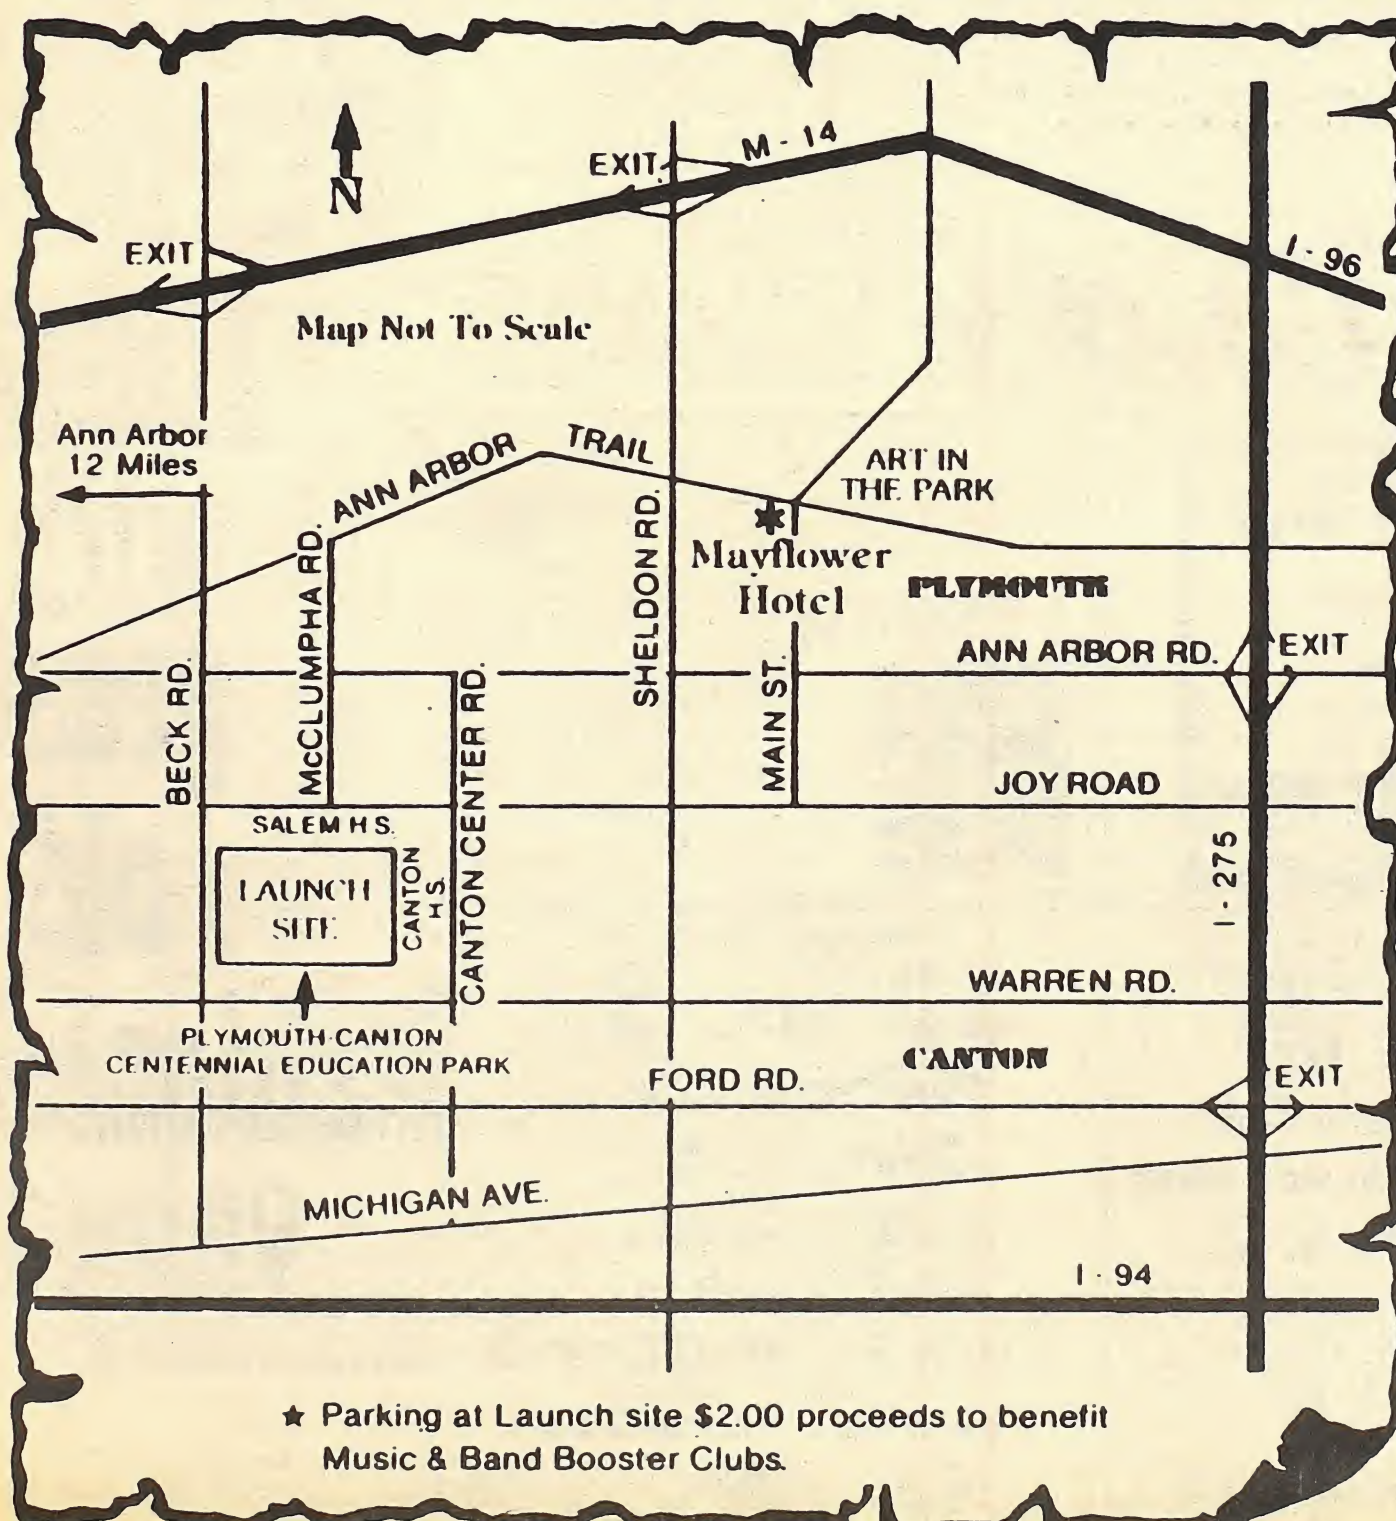 M - 14
EXIT
N
EXIT
I - 96
Map Not To Scale
Ann Arbor
12 Miles
ANN ARBOR TRAIL
ART IN
THE PARK
McCLUMPHA RD.
SHELDON RD.
Mayflower
Hotel
PLYMOUTH
ANN ARBOR RD.
EXIT
BECK RD.
CANTON CENTER RD.
MAIN ST.
JOY ROAD
SALEM H S.
LAUNCH
SITE
CANTON
H S.
I - 275
WARREN RD.
PLYMOUTH-CANTON
CENTENNIAL EDUCATION PARK
CANTON
FORD RD.
EXIT
MICHIGAN AVE.
I - 94
★ Parking at Launch site $2.00 proceeds to benefit
Music & Band Booster Clubs.